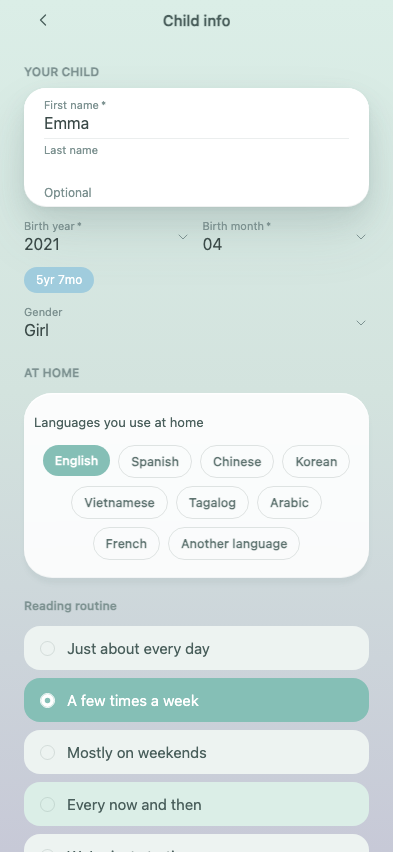 Child info
YOUR CHILD
First name *
Emma
Last name
Optional
Birth year * Birth month *
2021 04
5yr 7mo
Gender
Girl
AT HOME
Languages you use at home
English Spanish Chinese Korean
Vietnamese Tagalog Arabic
French Another language
Reading routine
Just about every day
A few times a week
Mostly on weekends
Every now and then